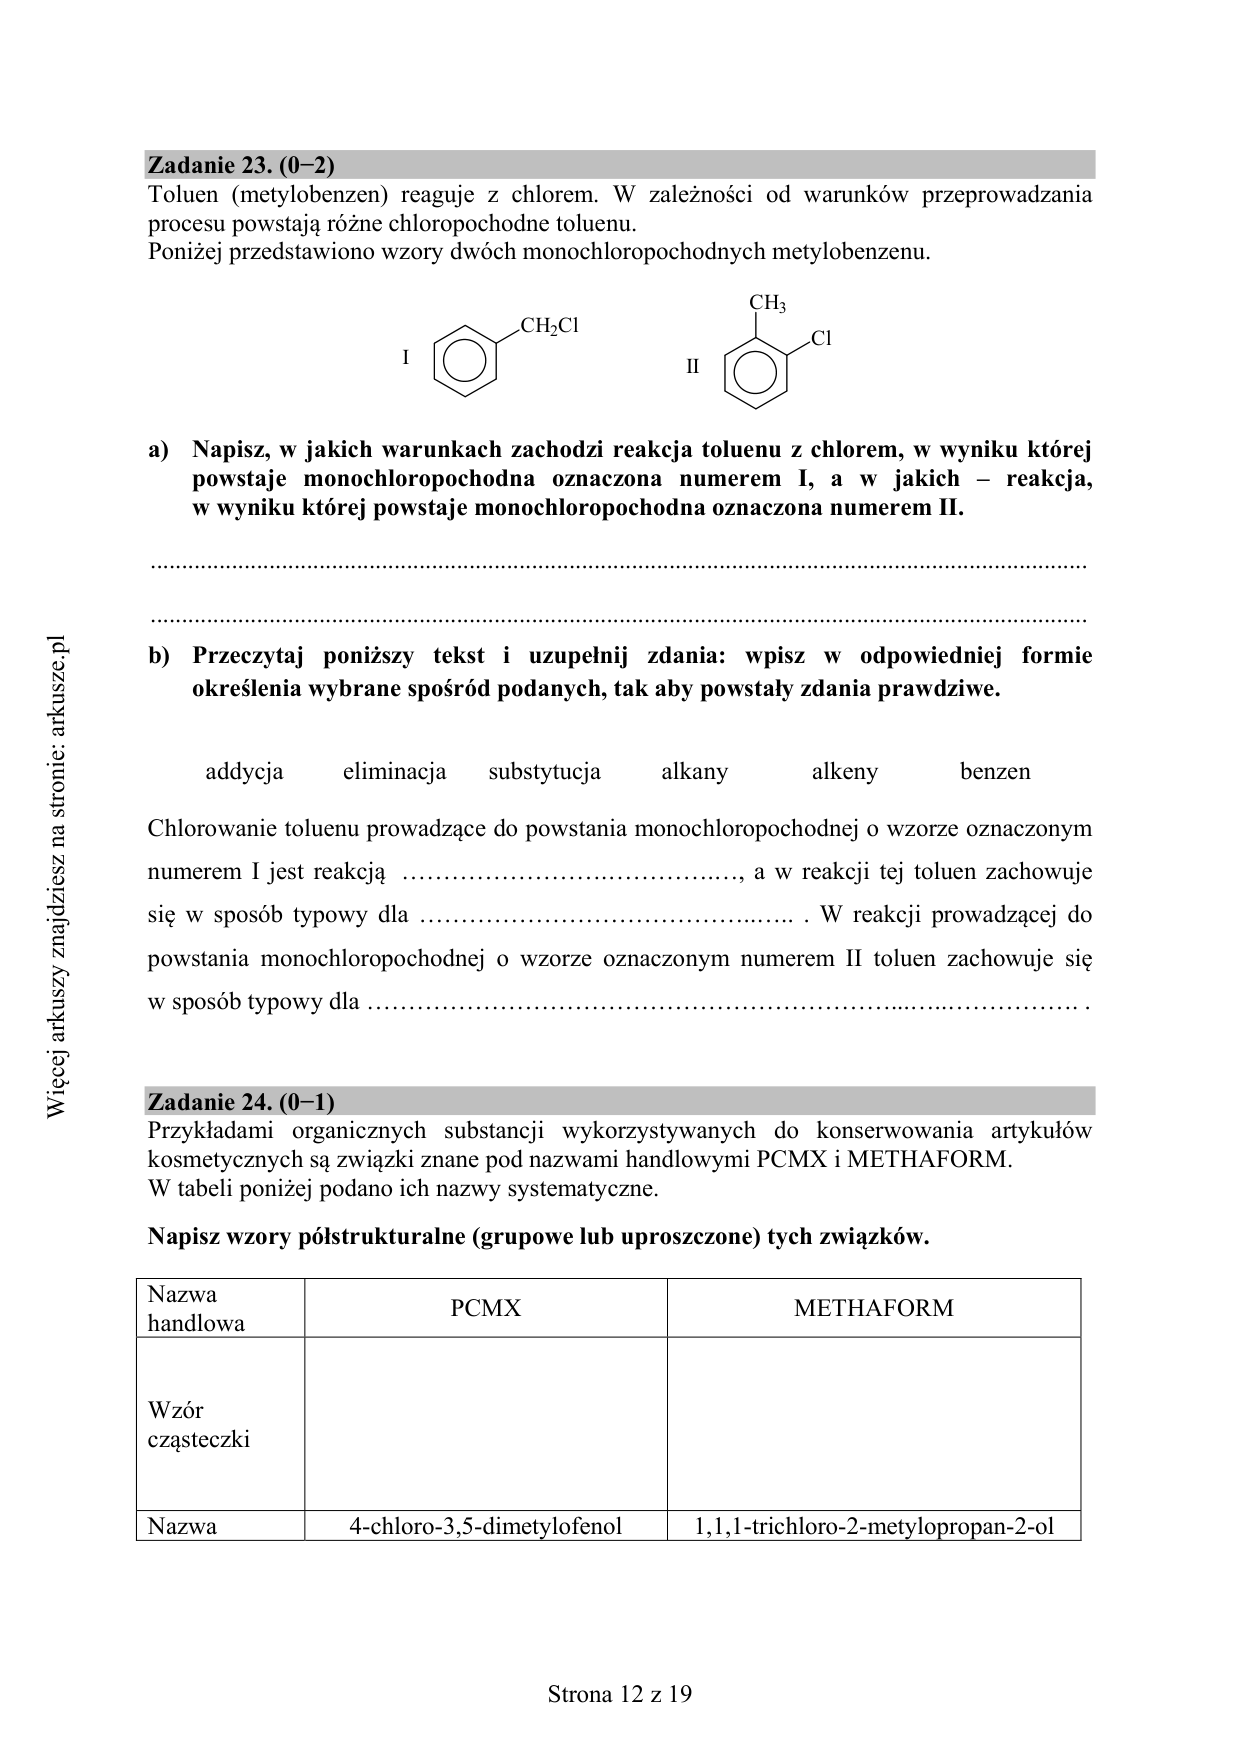 Zadanie 23. (0−2)
Toluen (metylobenzen) reaguje z chlorem. W zależności od warunków przeprowadzania
procesu powstają różne chloropochodne toluenu.
Poniżej przedstawiono wzory dwóch monochloropochodnych metylobenzenu.
I CH₂Cl
II CH₃ Cl
a) Napisz, w jakich warunkach zachodzi reakcja toluenu z chlorem, w wyniku której
powstaje monochloropochodna oznaczona numerem I, a w jakich – reakcja,
w wyniku której powstaje monochloropochodna oznaczona numerem II.
......................................................................................................................................................
......................................................................................................................................................
b) Przeczytaj poniższy tekst i uzupełnij zdania: wpisz w odpowiedniej formie
określenia wybrane spośród podanych, tak aby powstały zdania prawdziwe.
addycja eliminacja substytucja alkany alkeny benzen
Chlorowanie toluenu prowadzące do powstania monochloropochodnej o wzorze oznaczonym
numerem I jest reakcją …………………….………….…, a w reakcji tej toluen zachowuje
się w sposób typowy dla …………………………………..….. . W reakcji prowadzącej do
powstania monochloropochodnej o wzorze oznaczonym numerem II toluen zachowuje się
w sposób typowy dla ………………………………………………………...…..……………. .
Zadanie 24. (0−1)
Przykładami organicznych substancji wykorzystywanych do konserwowania artykułów
kosmetycznych są związki znane pod nazwami handlowymi PCMX i METHAFORM.
W tabeli poniżej podano ich nazwy systematyczne.
Napisz wzory półstrukturalne (grupowe lub uproszczone) tych związków.
Nazwa
handlowa
PCMX
METHAFORM
Wzór
cząsteczki
Nazwa
4-chloro-3,5-dimetylofenol
1,1,1-trichloro-2-metylopropan-2-ol
Strona 12 z 19
Więcej arkuszy znajdziesz na stronie: arkusze.pl